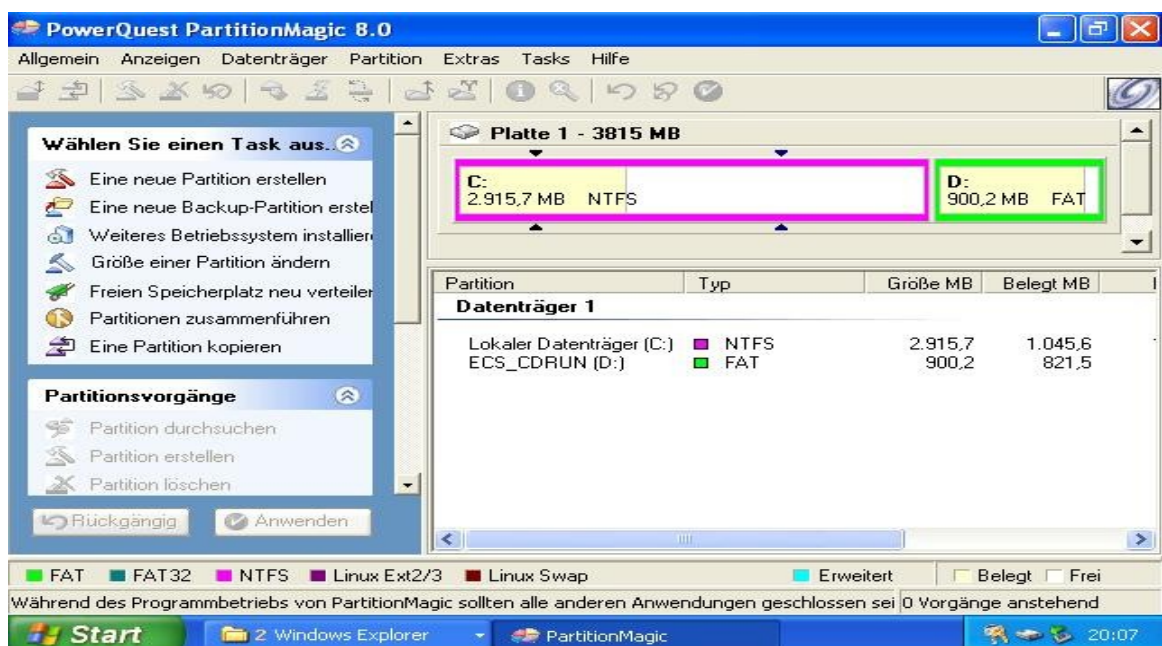 PowerQuest PartitionMagic 8.0
Allgemein Anzeigen Datenträger Partition Extras Tasks Hilfe
Wählen Sie einen Task aus..
Eine neue Partition erstellen
Eine neue Backup-Partition erstel
Weiteres Betriebssystem installiere
Größe einer Partition ändern
Freien Speicherplatz neu verteiler
Partitionen zusammenführen
Eine Partition kopieren
Partitionsvorgänge
Partition durchsuchen
Partition erstellen
Partition löschen
Rückgängig Anwenden
Platte 1 - 3815 MB
C:
2.915,7 MB NTFS
D:
900,2 MB FAT
Partition Typ Größe MB Belegt MB
Datenträger 1
Lokaler Datenträger (C:) NTFS 2.915,7 1.045,6
ECS_CDRUN (D:) FAT 900,2 821,5
FAT FAT32 NTFS Linux Ext2/3 Linux Swap Erweitert Belegt Frei
Während des Programmbetriebs von PartitionMagic sollten alle anderen Anwendungen geschlossen sei 0 Vorgänge anstehend
Start 2 Windows Explorer PartitionMagic 20:07